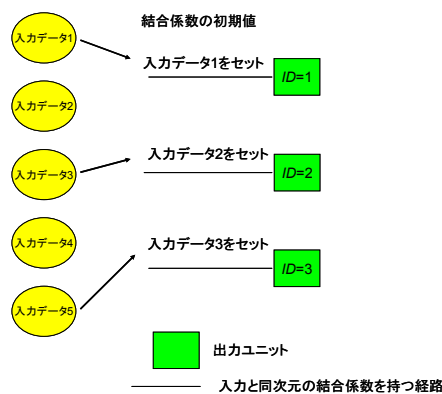 結合係数の初期値
入力データ1
入力データ1をセット
ID=1
入力データ2
入力データ2をセット
入力データ3
ID=2
入力データ4
入力データ3をセット
ID=3
入力データ5
出力ユニット
入力と同次元の結合係数を持つ経路